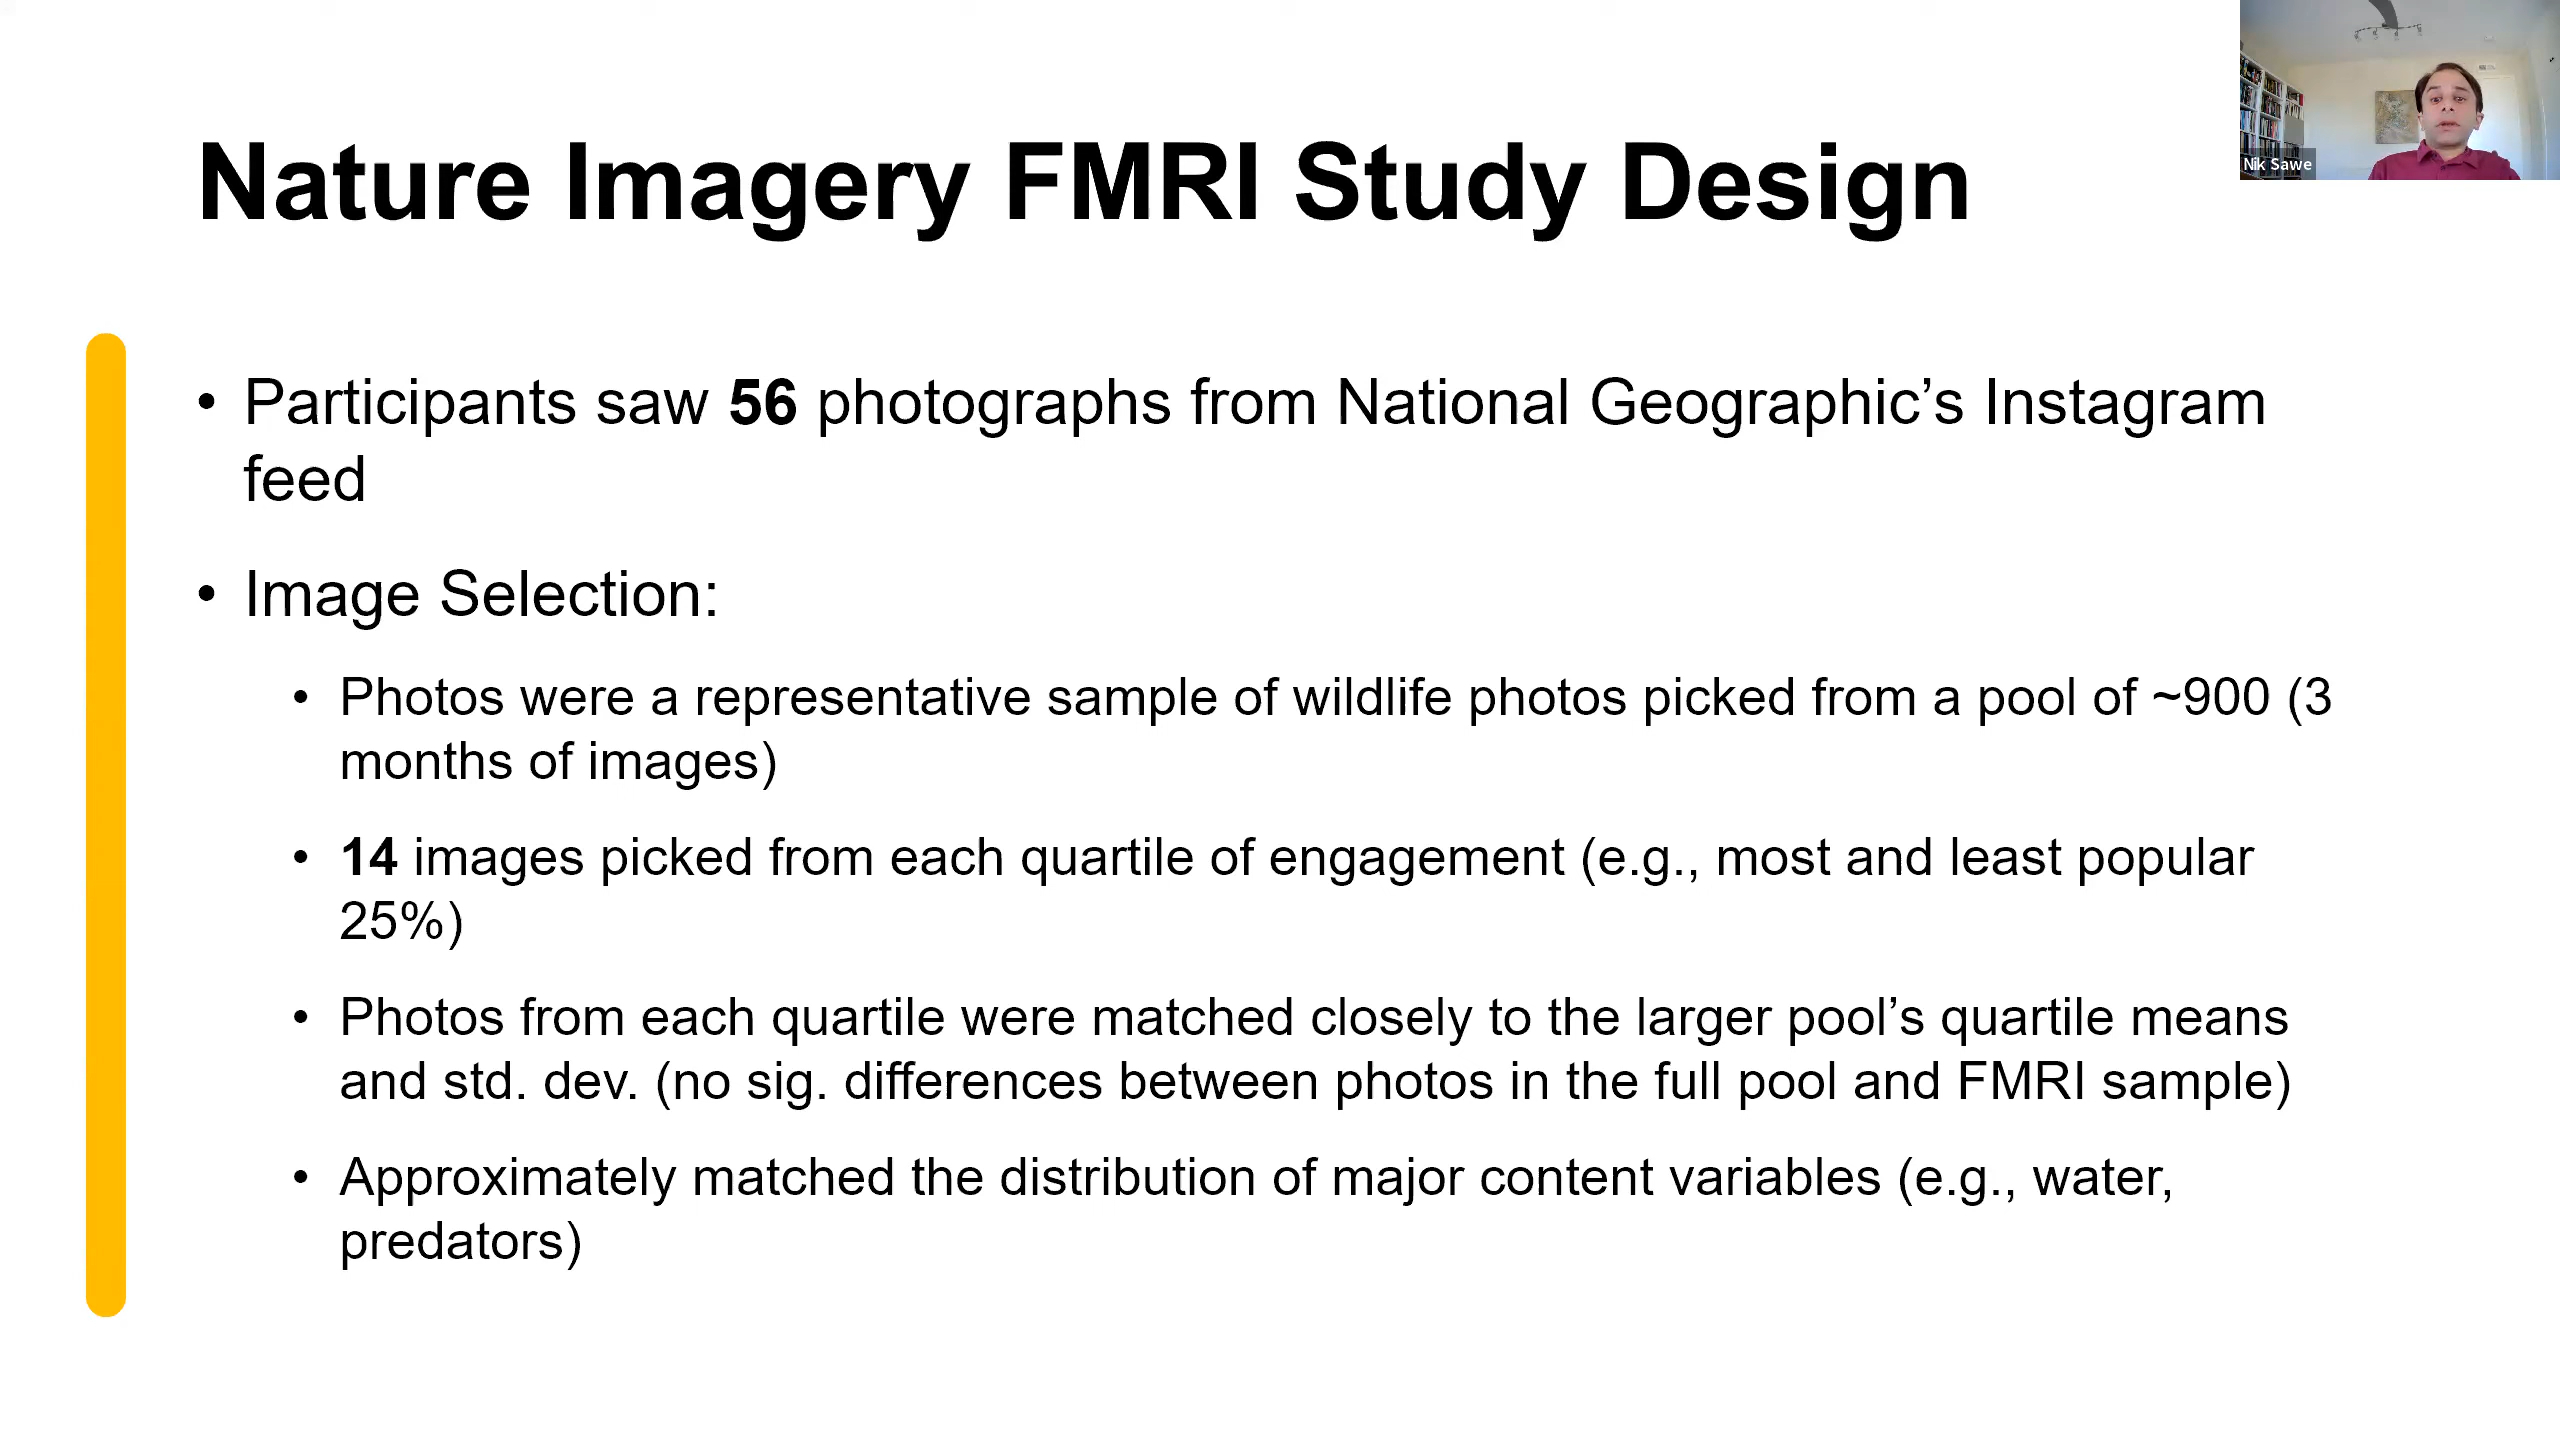 Nature Imagery FMRI Study Design
Nik Sawe
• Participants saw 56 photographs from National Geographic’s Instagram
feed
• Image Selection:
• Photos were a representative sample of wildlife photos picked from a pool of ~900 (3
months of images)
• 14 images picked from each quartile of engagement (e.g., most and least popular
25%)
• Photos from each quartile were matched closely to the larger pool’s quartile means
and std. dev. (no sig. differences between photos in the full pool and FMRI sample)
• Approximately matched the distribution of major content variables (e.g., water,
predators)